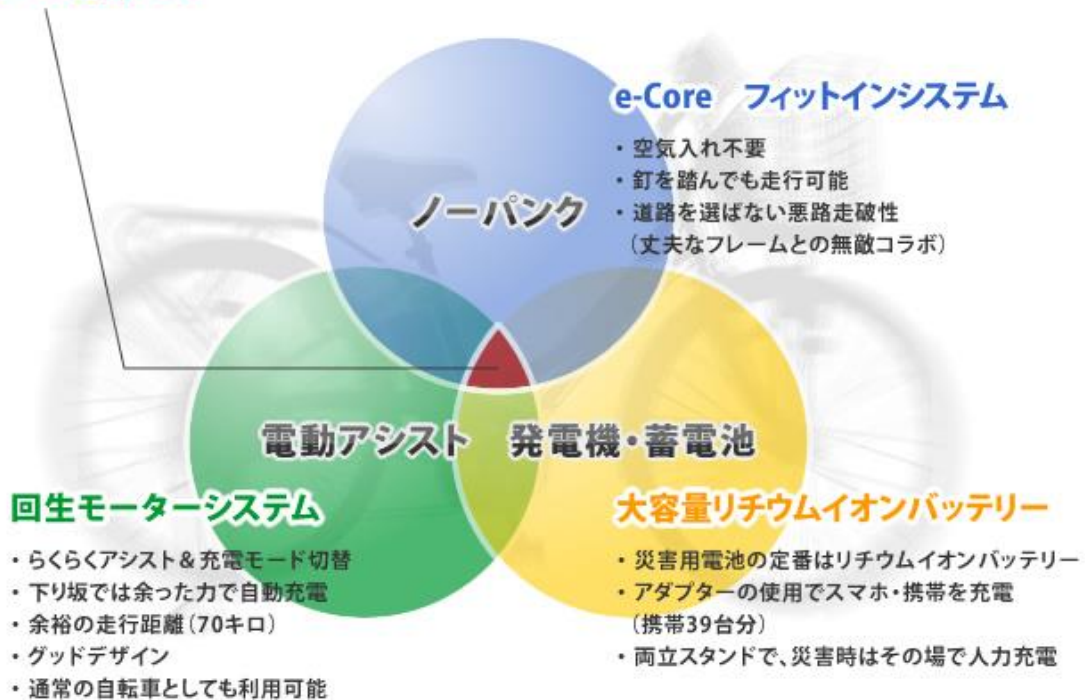 e-Core　フィットインシステム
・空気入れ不要
・釘を踏んでも走行可能
・道路を選ばない悪路走破性
（丈夫なフレームとの無敵コラボ）
ノーパンク
電動アシスト
発電機・蓄電池
回生モーターシステム
・らくらくアシスト＆充電モード切替
・下り坂では余った力で自動充電
・余裕の走行距離（70キロ）
・グッドデザイン
・通常の自転車としても利用可能
大容量リチウムイオンバッテリー
・災害用電池の定番はリチウムイオンバッテリー
・アダプターの使用でスマホ・携帯を充電
（携帯39台分）
・両立スタンドで、災害時はその場で人力充電